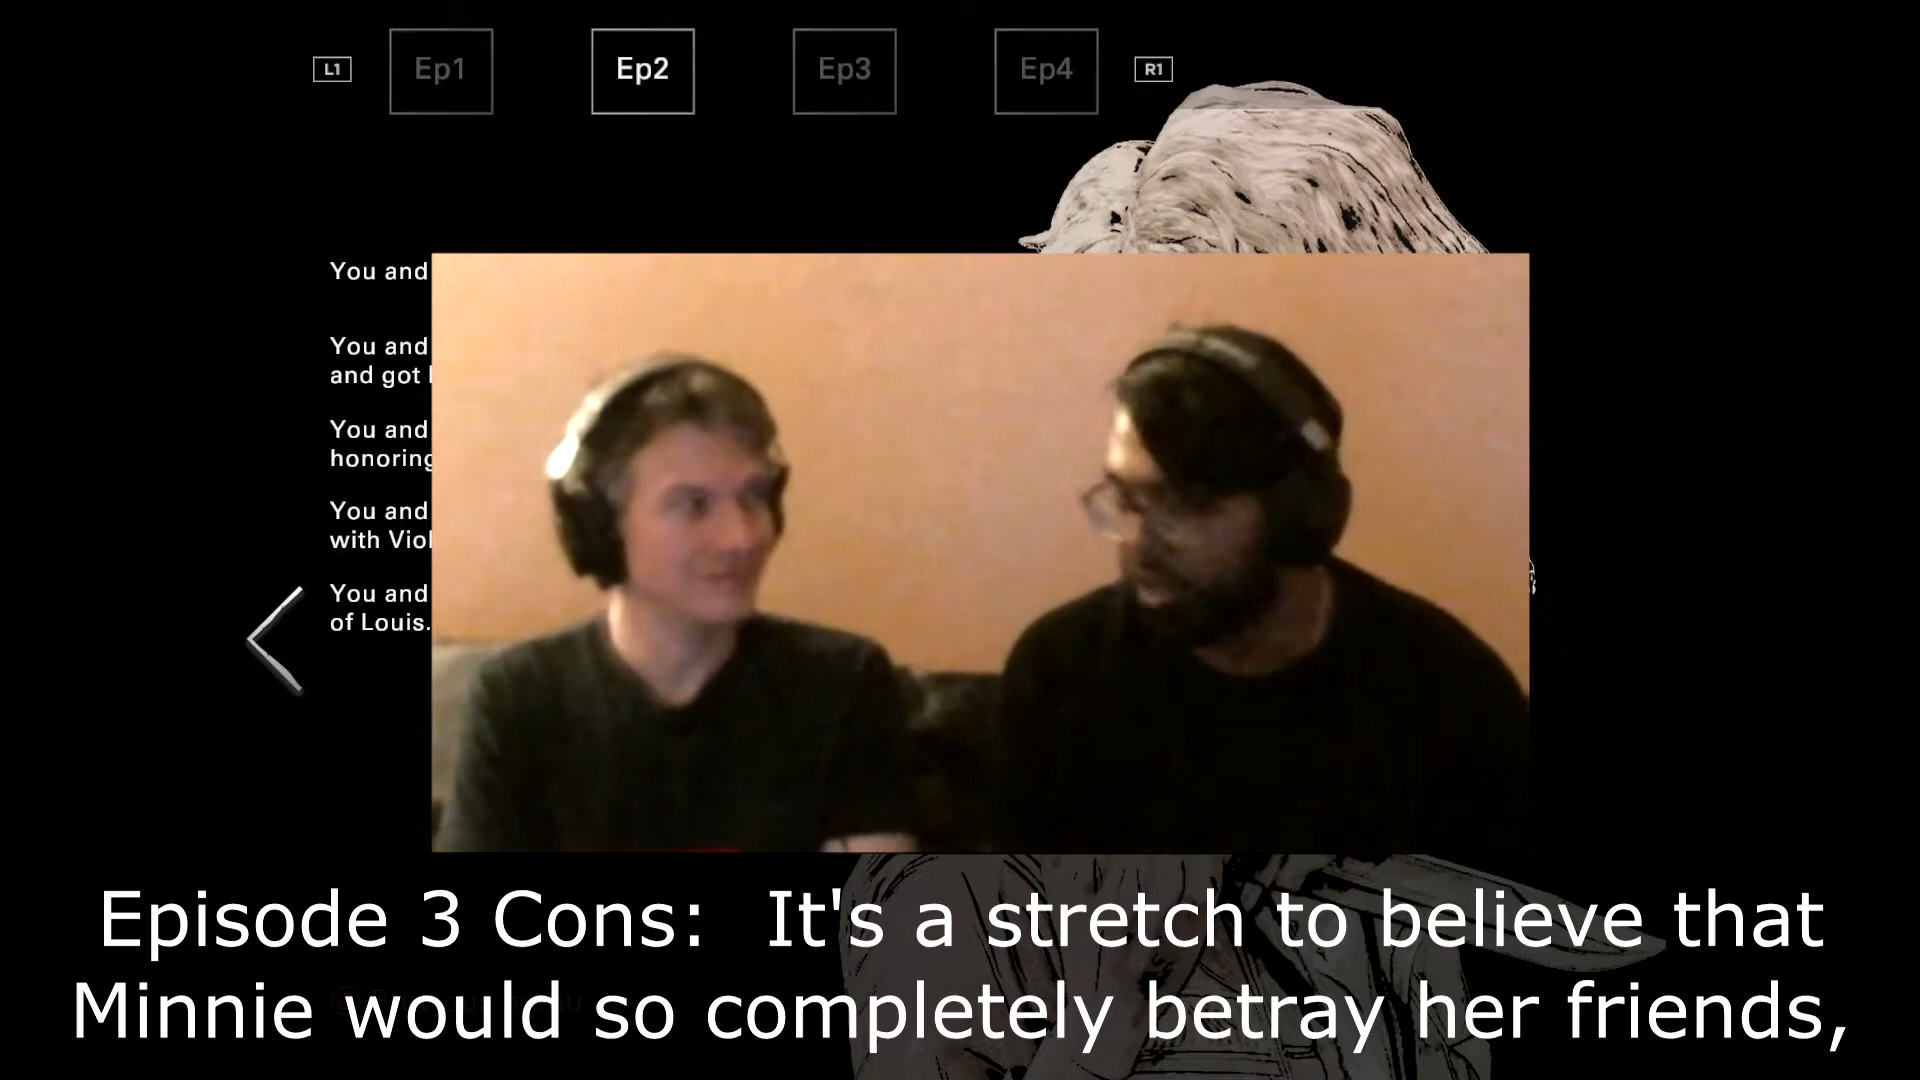 L1 Ep1 Ep2 Ep3 Ep4 R1
You and
You and
and got
You and
honoring
You and
with Viol
You and
of Louis.
Episode 3 Cons: It's a stretch to believe that
Minnie would so completely betray her friends,